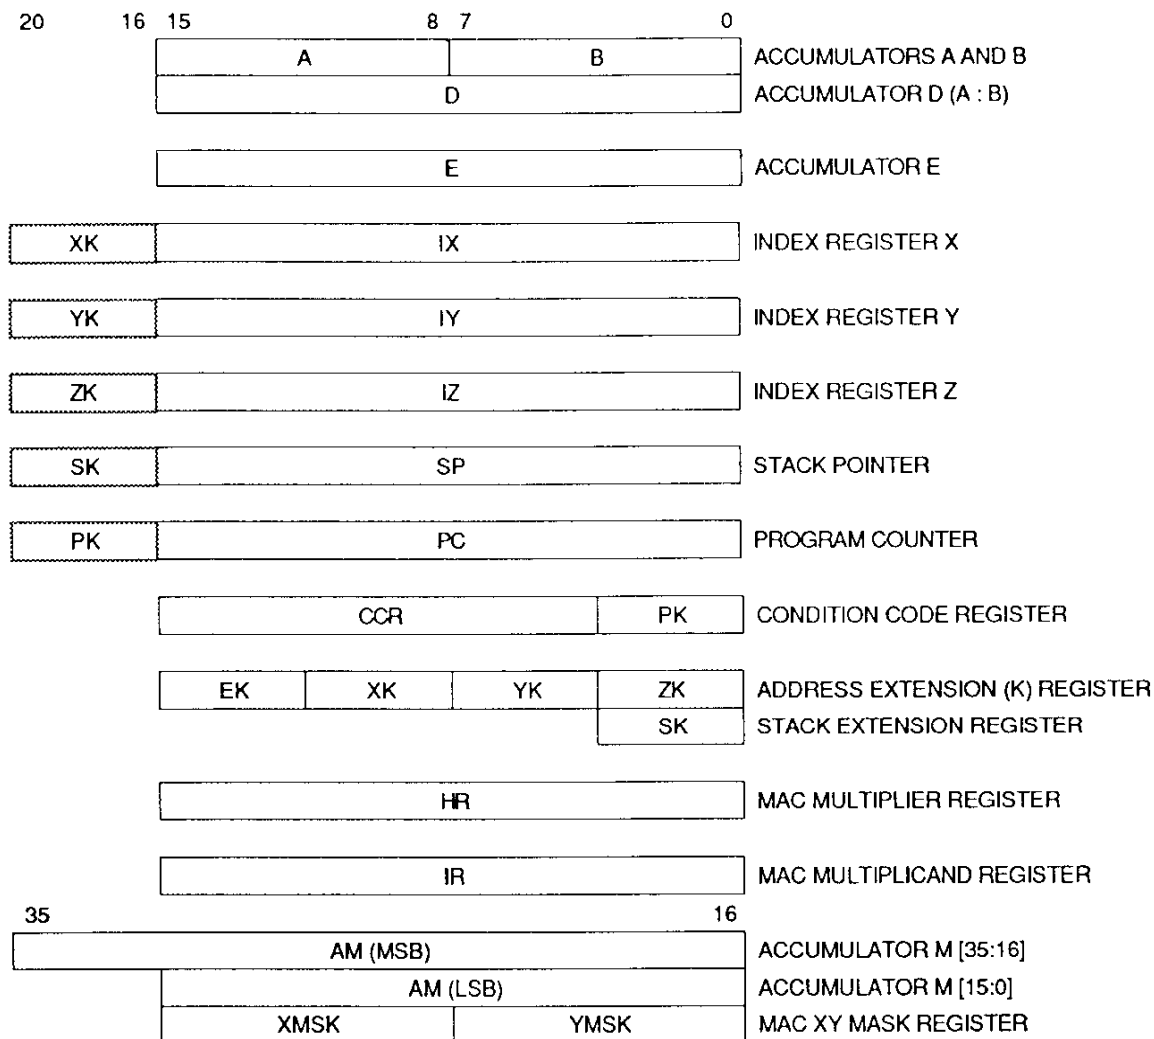 20 16 15 8 7 0
A B ACCUMULATORS A AND B
D ACCUMULATOR D (A : B)
E ACCUMULATOR E
XK IX INDEX REGISTER X
YK IY INDEX REGISTER Y
ZK IZ INDEX REGISTER Z
SK SP STACK POINTER
PK PC PROGRAM COUNTER
CCR PK CONDITION CODE REGISTER
EK XK YK ZK ADDRESS EXTENSION (K) REGISTER
SK STACK EXTENSION REGISTER
HR MAC MULTIPLIER REGISTER
IR MAC MULTIPLICAND REGISTER
35 16
AM (MSB) ACCUMULATOR M [35:16]
AM (LSB) ACCUMULATOR M [15:0]
XMSK YMSK MAC XY MASK REGISTER